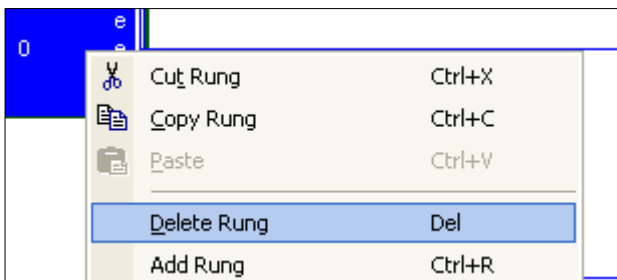 e
0 e
Cut Rung Ctrl+X
Copy Rung Ctrl+C
Paste Ctrl+V
Delete Rung Del
Add Rung Ctrl+R